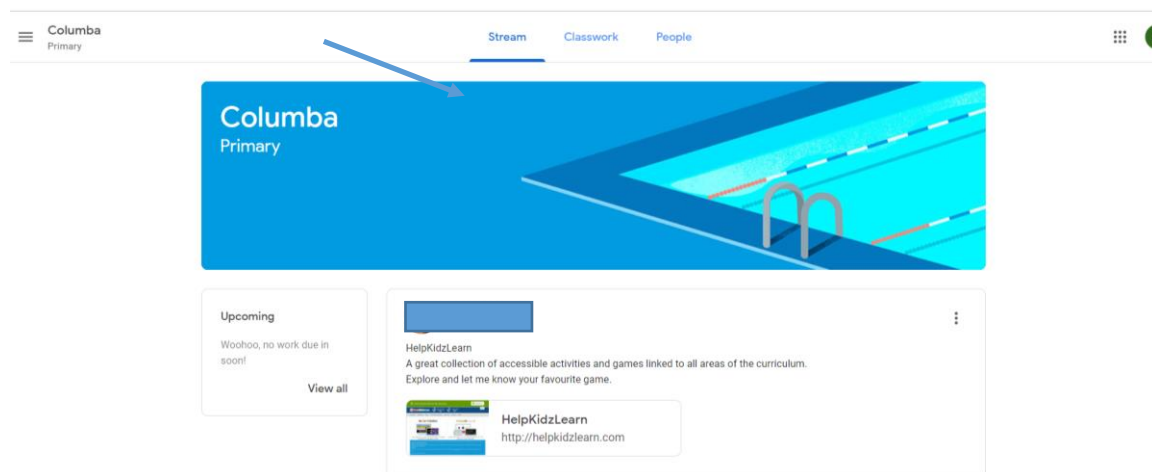 Columba
Primary
Stream Classwork People
Columba
Primary
Upcoming
Woohoo, no work due in
soon!
View all
HelpKidzLearn
A great collection of accessible activities and games linked to all areas of the curriculum.
Explore and let me know your favourite game.
HelpKidzLearn
http://helpkidzlearn.com